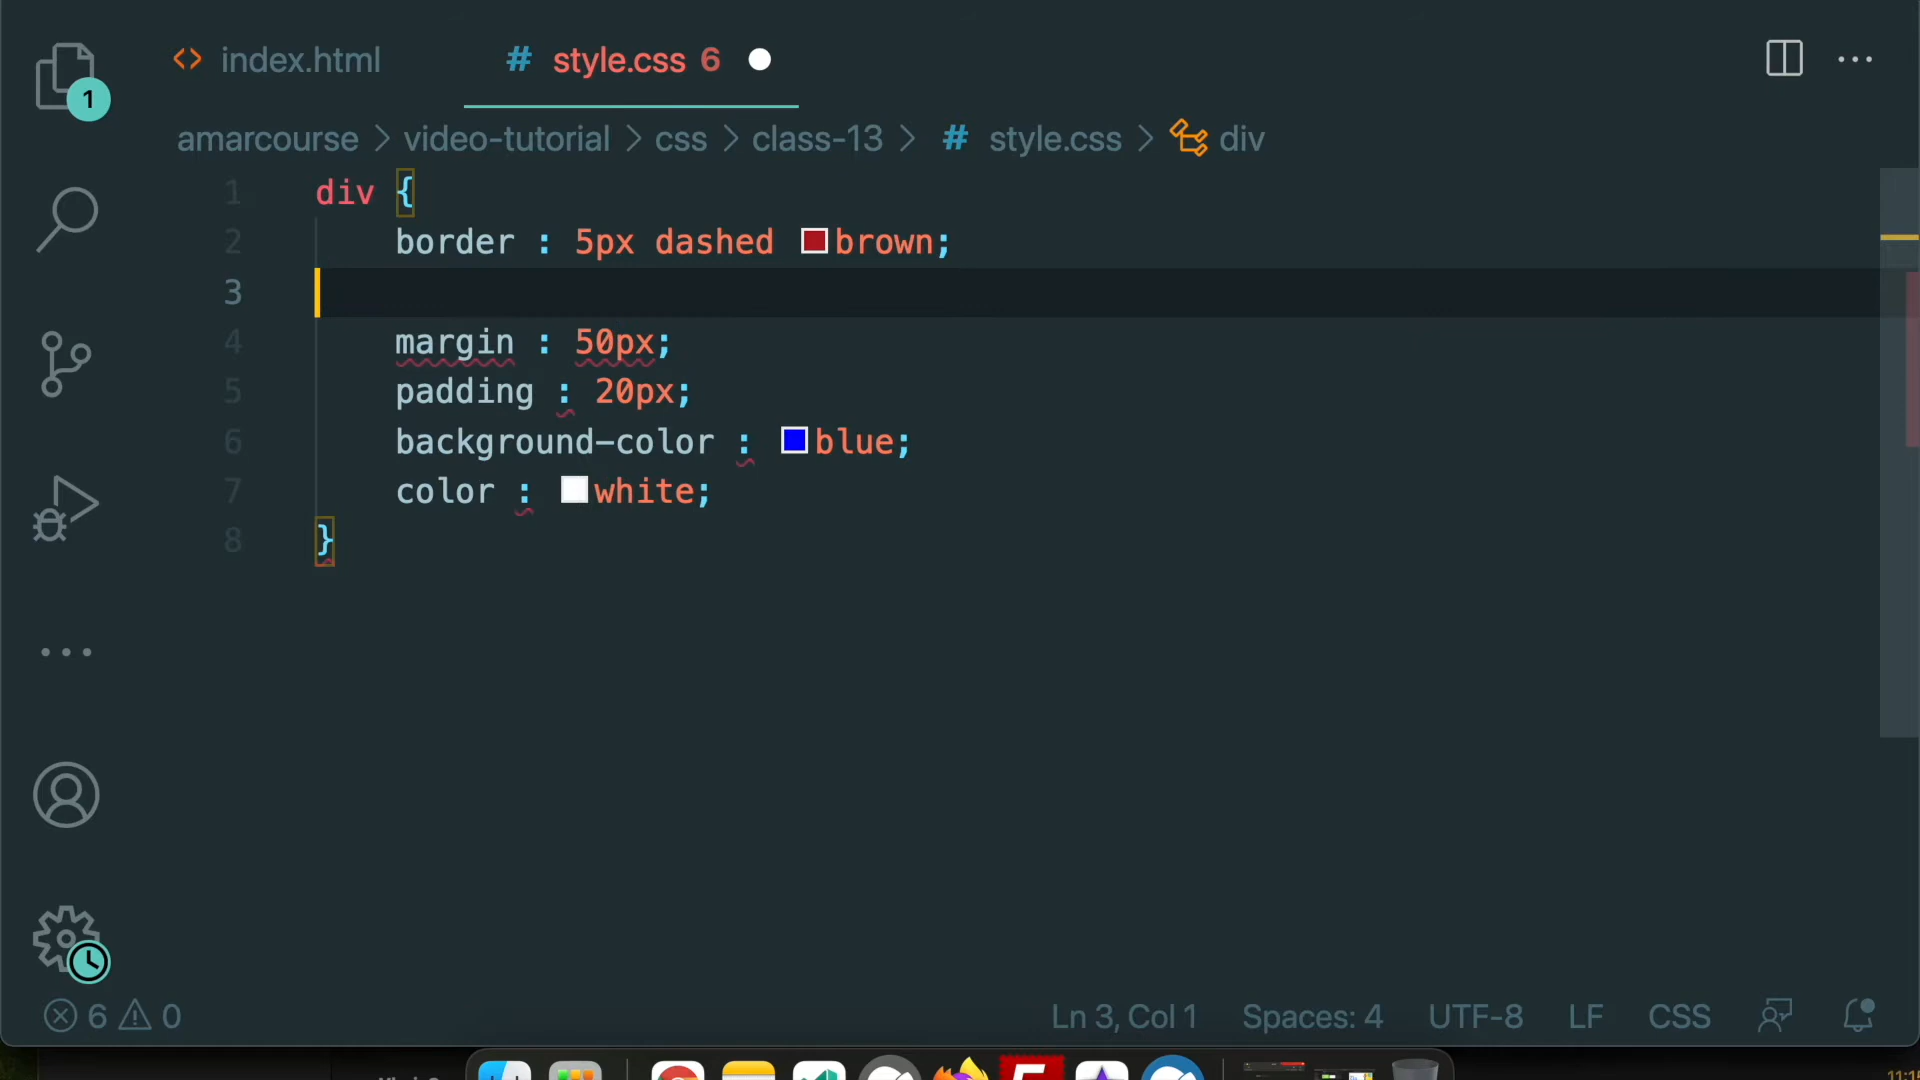 index.html # style.css 6
1
amarcourse > video-tutorial > css > class-13 > # style.css > div
1 div {
2 border : 5px dashed brown;
3
4 margin : 50px;
5 padding : 20px;
6 background-color : blue;
7 color : white;
8 }
6 0 Ln 3, Col 1 Spaces: 4 UTF-8 LF CSS